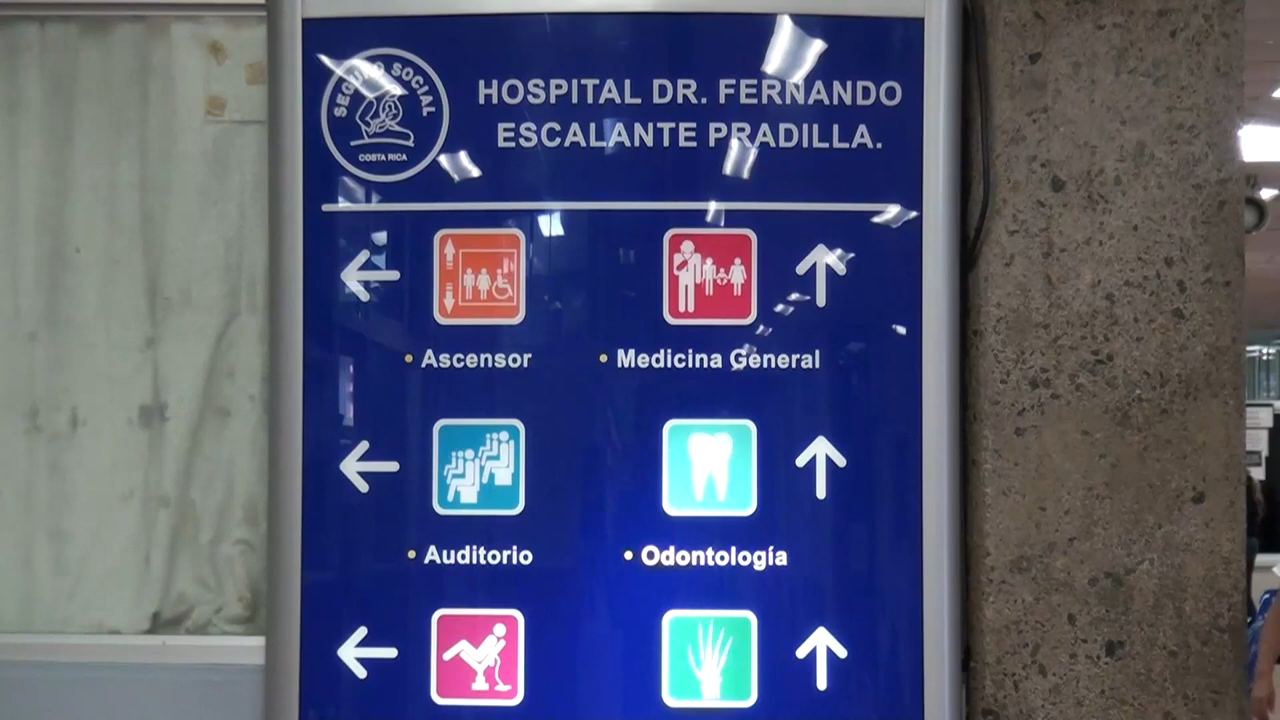 SEGURO SOCIAL
COSTA RICA
HOSPITAL DR. FERNANDO
ESCALANTE PRADILLA.
• Ascensor
• Medicina General
• Auditorio
• Odontología